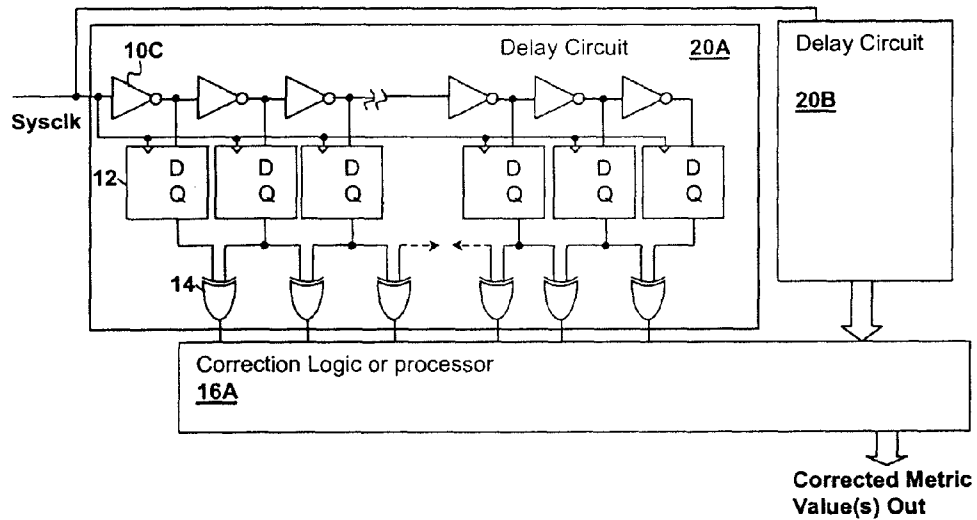 10C
Delay Circuit 20A
Delay Circuit
20B
Sysclk
12
D D D D D D
Q Q Q Q Q Q
14
Correction Logic or processor
16A
Corrected Metric
Value(s) Out